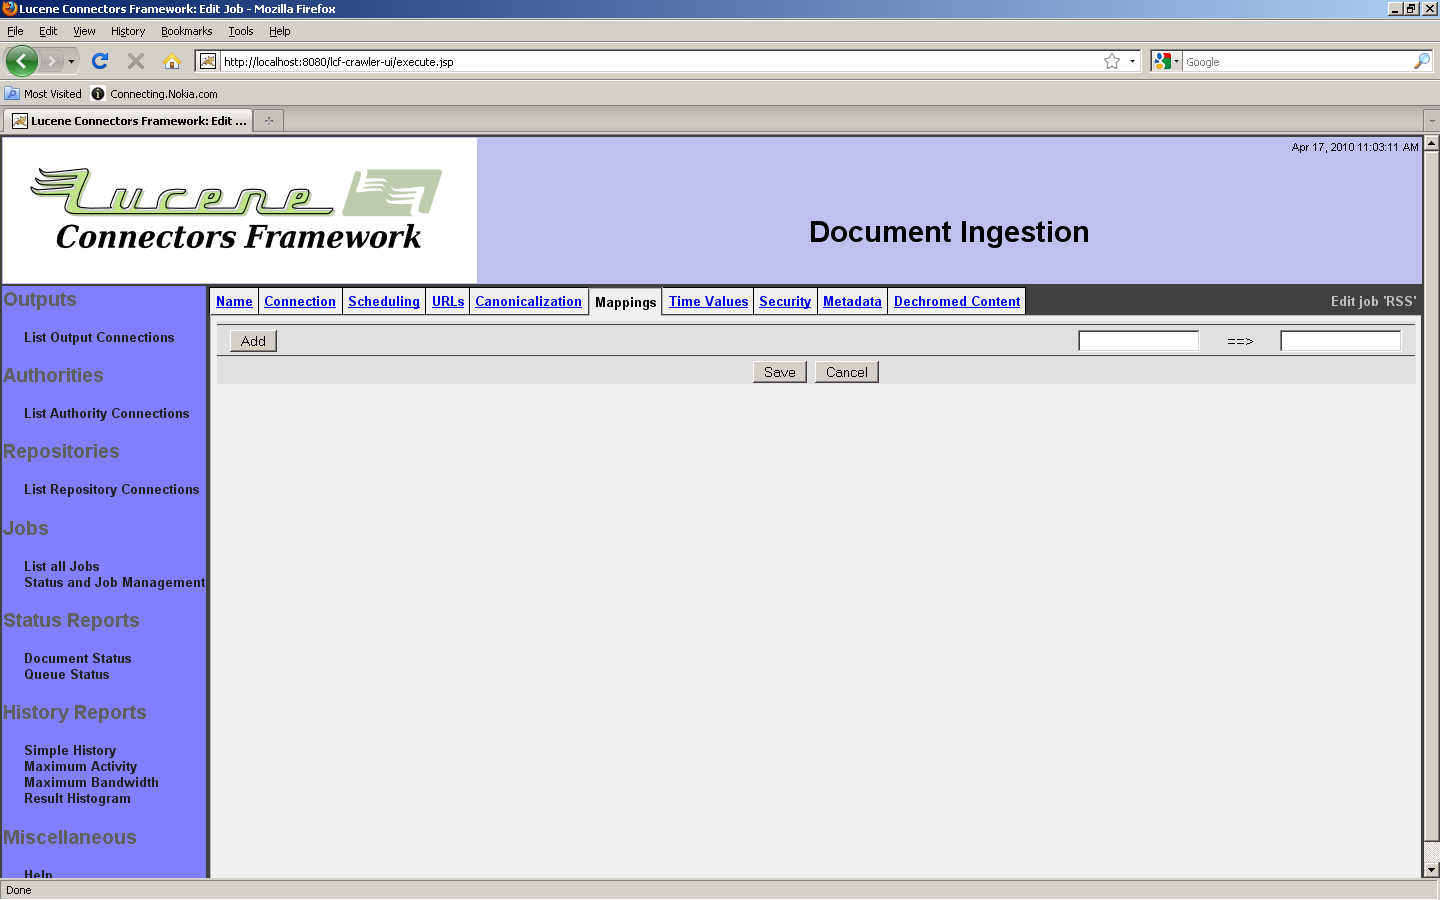 Lucene Connectors Framework: Edit Job - Mozilla Firefox
File Edit View History Bookmarks Tools Help
http://localhost:8080/lcf-crawler-ui/execute.jsp
Google
Most Visited Connecting.Nokia.com
Lucene Connectors Framework: Edit ...
Apr 17, 2010 11:03:11 AM
Lucene
Connectors Framework
Document Ingestion
Outputs
List Output Connections
Authorities
List Authority Connections
Repositories
List Repository Connections
Jobs
List all Jobs
Status and Job Management
Status Reports
Document Status
Queue Status
History Reports
Simple History
Maximum Activity
Maximum Bandwidth
Result Histogram
Miscellaneous
Help
Name Connection Scheduling URLs Canonicalization Mappings Time Values Security Metadata Dechromed Content Edit job 'RSS'
Add ==>
Save Cancel
Done